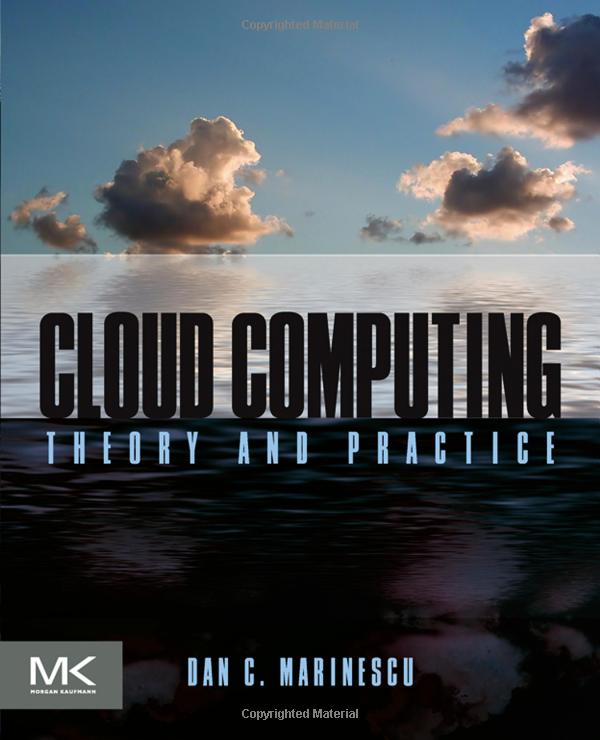 Copyrighted Material
CLOUD COMPUTING
THEORY AND PRACTICE
MK
MORGAN KAUFMANN
DAN C. MARINESCU
Copyrighted Material